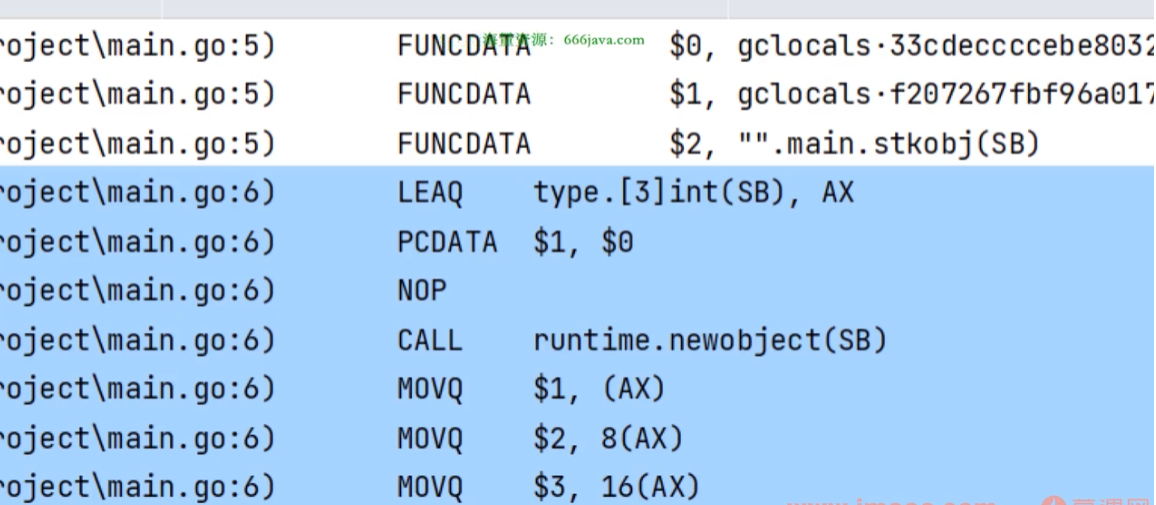 roject\main.go:5) FUNCDATA $0, gclocals·33cdeccccebe8032
海量资源：666java.com
roject\main.go:5) FUNCDATA $1, gclocals·f207267fbf96a017
roject\main.go:5) FUNCDATA $2, "".main.stkobj(SB)
roject\main.go:6) LEAQ type.[3]int(SB), AX
roject\main.go:6) PCDATA $1, $0
roject\main.go:6) NOP
roject\main.go:6) CALL runtime.newobject(SB)
roject\main.go:6) MOVQ $1, (AX)
roject\main.go:6) MOVQ $2, 8(AX)
roject\main.go:6) MOVQ $3, 16(AX)